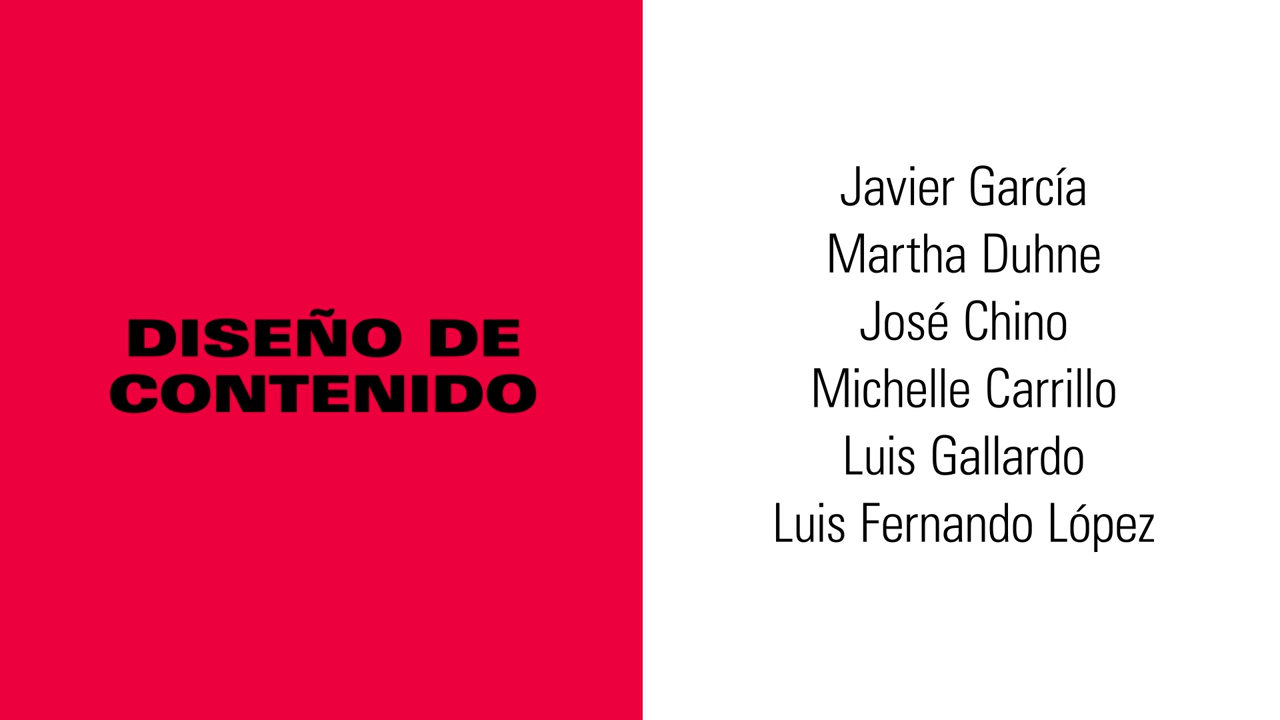 DISEÑO DE
CONTENIDO
Javier García
Martha Duhne
José Chino
Michelle Carrillo
Luis Gallardo
Luis Fernando López